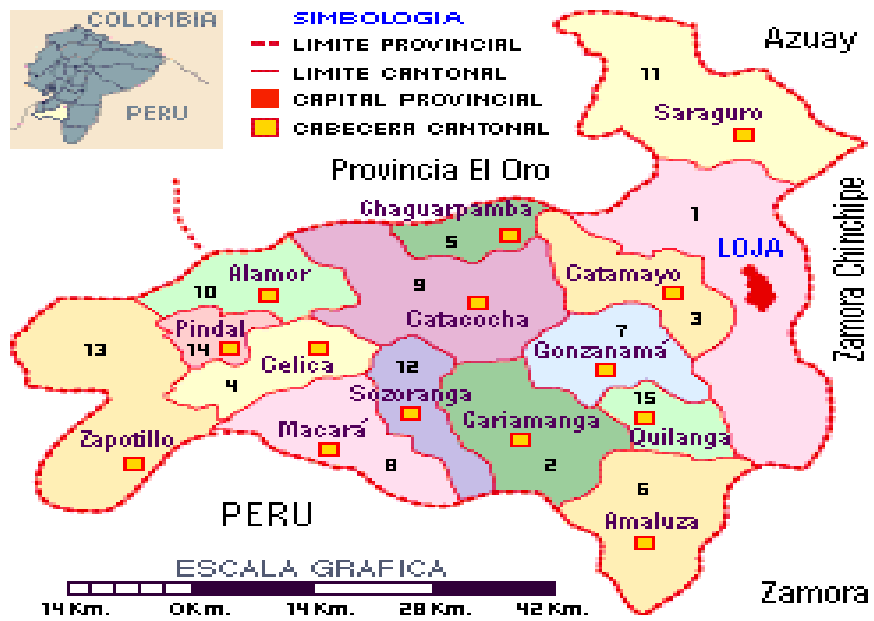 COLOMBIA
PERU
SIMBOLOGIA
LIMITE PROVINCIAL
LIMITE CANTONAL
CAPITAL PROVINCIAL
CABECERA CANTONAL
Azuay
11
Saraguro
Provincia El Oro
Zamora Chinchipe
Chaguarpamba
5
1
LOJA
Alamor
10
9
Catacocha
Catamayo
3
Pindal
14
13
Celica
4
7
Gonzanamá
12
Sozoranga
15
Quilanga
Cariamanga
2
Zapotillo
Macará
8
6
Amaluza
PERU
Zamora
ESCALA GRAFICA
14 Km. 0Km. 14 Km. 28 Km. 42 Km.